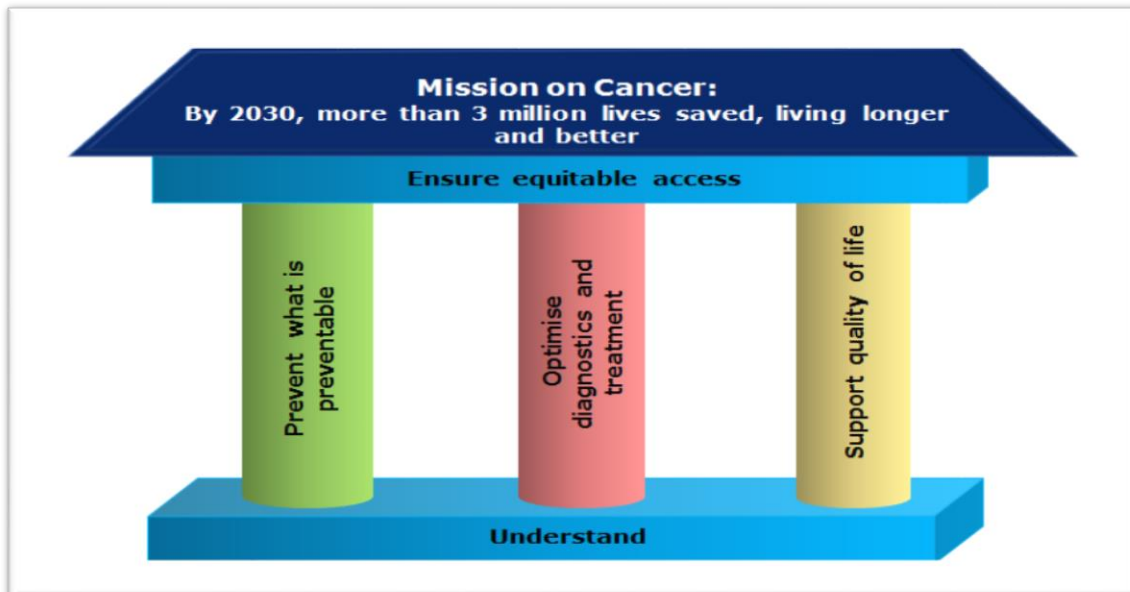 Mission on Cancer:
By 2030, more than 3 million lives saved, living longer
and better
Ensure equitable access
Prevent what is
preventable
Optimise
diagnostics and
treatment
Support quality of life
Understand